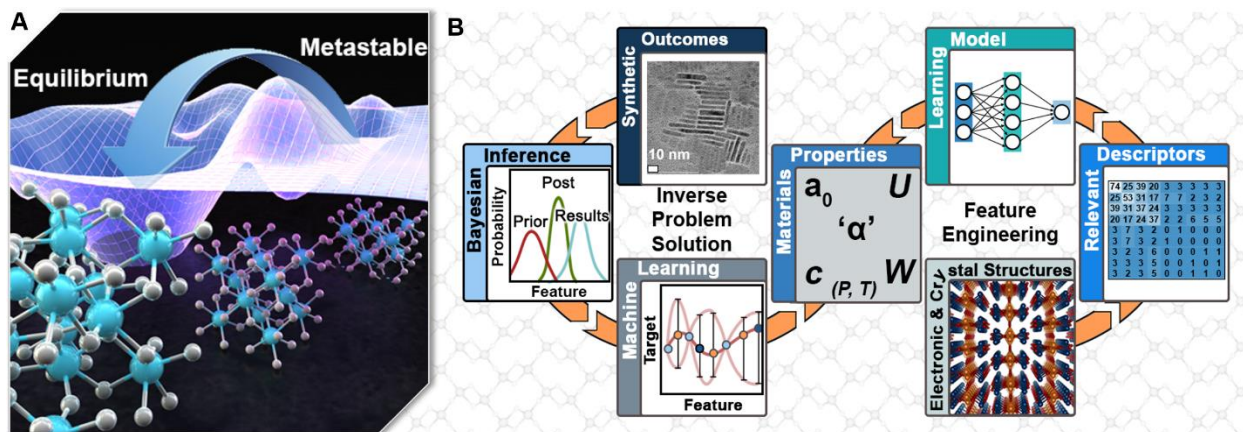 A
Metastable
Equilibrium
B
Synthetic
Outcomes
10 nm
Bayesian
Inference
Probability
Post
Prior
Results
Feature
Inverse
Problem
Solution
Machine
Learning
Target
Feature
Materials
Properties
a0 U
‘α’
c (P, T) W
Learning
Model
Feature
Engineering
Relevant
Descriptors
74 25 39 20 3 3 3 3 3
25 53 31 17 7 7 2 3 2
39 31 37 24 3 3 3 3 3
20 17 24 37 2 2 6 5 5
3 7 3 2 0 1 0 0 0
3 7 3 2 1 0 0 0 0
3 2 3 6 0 0 0 1 1
3 3 3 5 0 0 1 0 1
3 2 3 5 0 0 1 1 0
Electronic & Crystal Structures